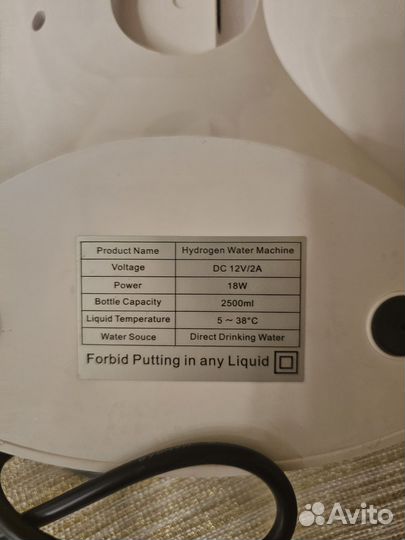 Product Name Hydrogen Water Machine
Voltage DC 12V/2A
Power 18W
Bottle Capacity 2500ml
Liquid Temperature 5 ～ 38°C
Water Souce Direct Drinking Water
Forbid Putting in any Liquid
Avito